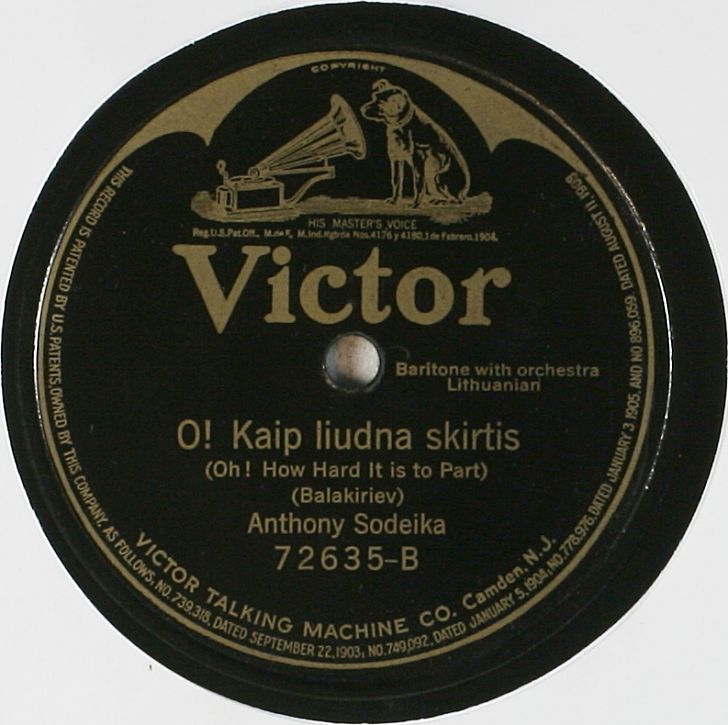 COPYRIGHT
HIS MASTER'S VOICE
Reg.U.S.Pat.Off. M.de F. M.Ind.Rgtrda Nos.4176 y 4180,1 de Febrero,1904.
Victor
Baritone with orchestra
Lithuanian
O! Kaip liudna skirtis
(Oh! How Hard It is to Part)
(Balakiriev)
Anthony Sodeika
72635-B
VICTOR TALKING MACHINE CO. Camden, N.J.
THIS RECORD IS PATENTED BY U.S. PATENTS, OWNED BY THIS COMPANY, AS FOLLOWS, NO. 739,318, DATED SEPTEMBER 22, 1903; NO. 749,092, DATED JANUARY 5, 1904; NO. 778,976, DATED JANUARY 3 1905, AND NO 896,059, DATED AUGUST 11, 1908